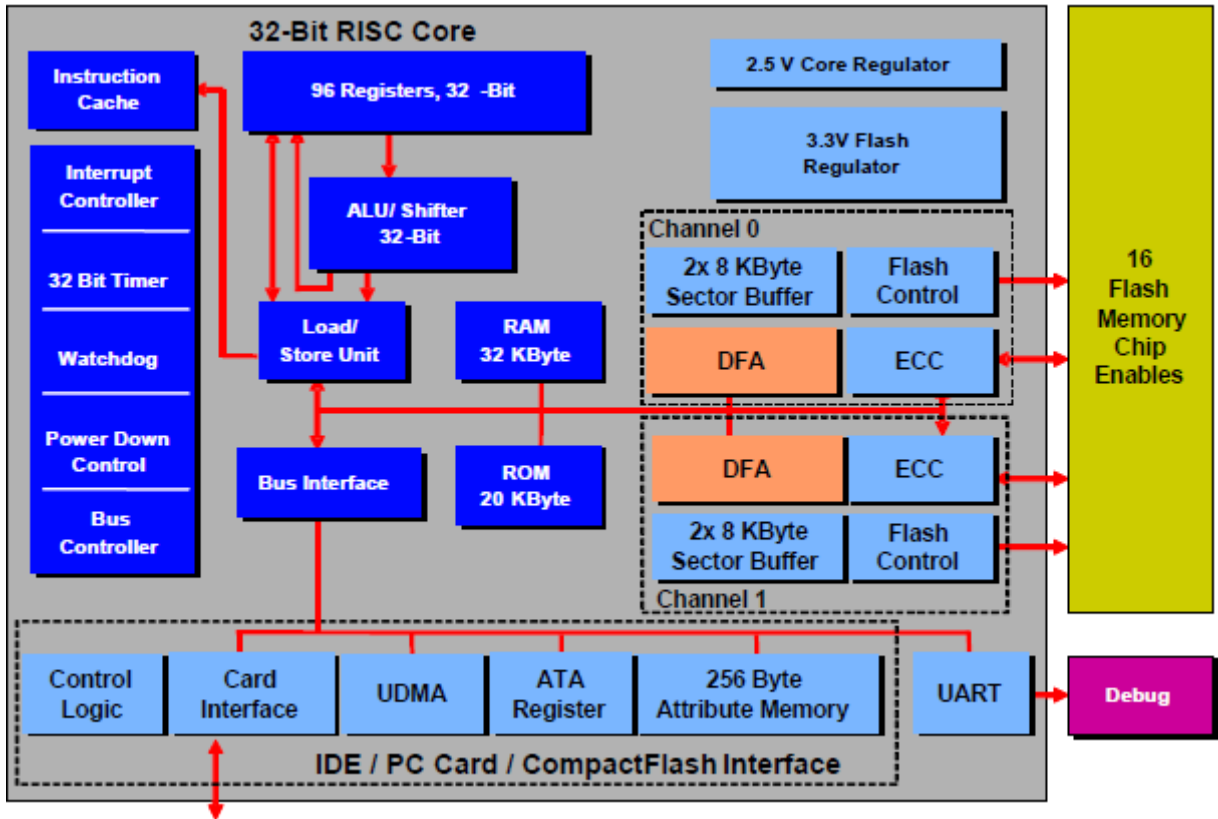 32-Bit RISC Core
Instruction
Cache
96 Registers, 32 -Bit
2.5 V Core Regulator
3.3V Flash
Regulator
Interrupt
Controller
32 Bit Timer
Watchdog
Power Down
Control
Bus
Controller
ALU/ Shifter
32-Bit
Load/
Store Unit
RAM
32 KByte
Bus Interface
ROM
20 KByte
Channel 0
2x 8 KByte
Sector Buffer
Flash
Control
DFA
ECC
DFA
ECC
2x 8 KByte
Sector Buffer
Flash
Control
Channel 1
16
Flash
Memory
Chip
Enables
Control
Logic
Card
Interface
UDMA
ATA
Register
256 Byte
Attribute Memory
UART
Debug
IDE / PC Card / CompactFlash Interface